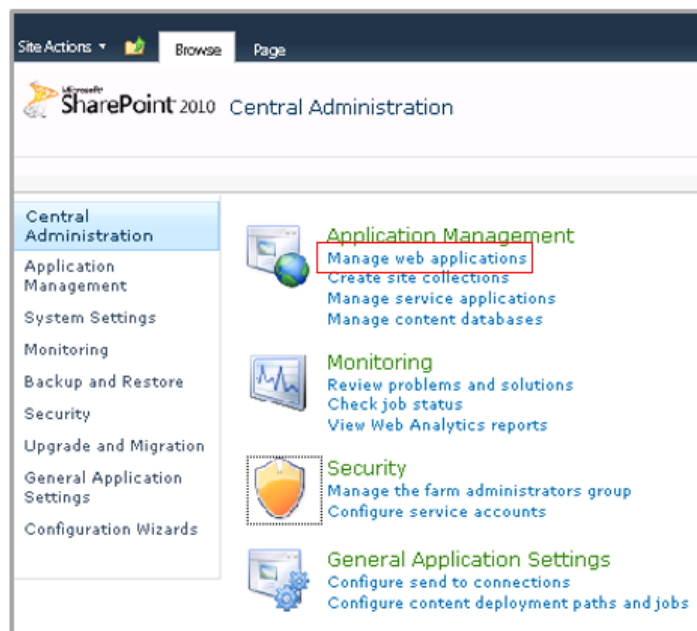 Site Actions Browse Page
Microsoft
SharePoint 2010 Central Administration
Central
Administration
Application
Management
System Settings
Monitoring
Backup and Restore
Security
Upgrade and Migration
General Application
Settings
Configuration Wizards
Application Management
Manage web applications
Create site collections
Manage service applications
Manage content databases
Monitoring
Review problems and solutions
Check job status
View Web Analytics reports
Security
Manage the farm administrators group
Configure service accounts
General Application Settings
Configure send to connections
Configure content deployment paths and jobs